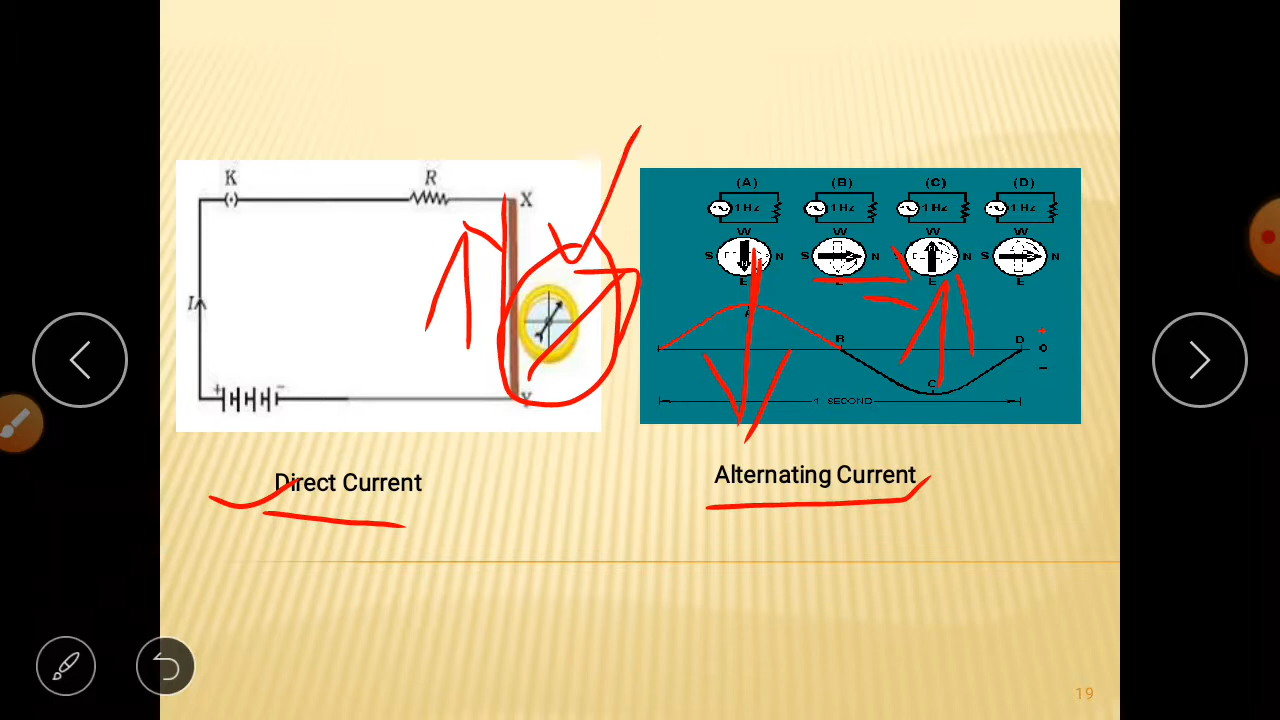 K
R
X
I
+
-
Y
(A) (B) (C) (D)
1 Hz 1 Hz 1 Hz 1 Hz
W W W W
S N S N S N S N
E E E E
A
B
C
D
+
0
-
1 SECOND
Direct Current
Alternating Current
19